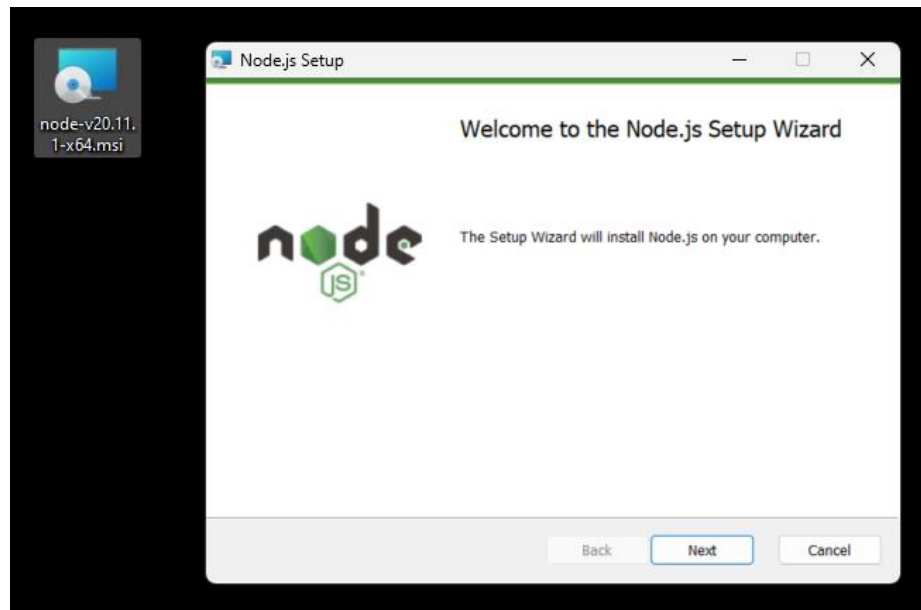 node-v20.11.
1-x64.msi
Node.js Setup
Welcome to the Node.js Setup Wizard
The Setup Wizard will install Node.js on your computer.
node
JS
Back
Next
Cancel